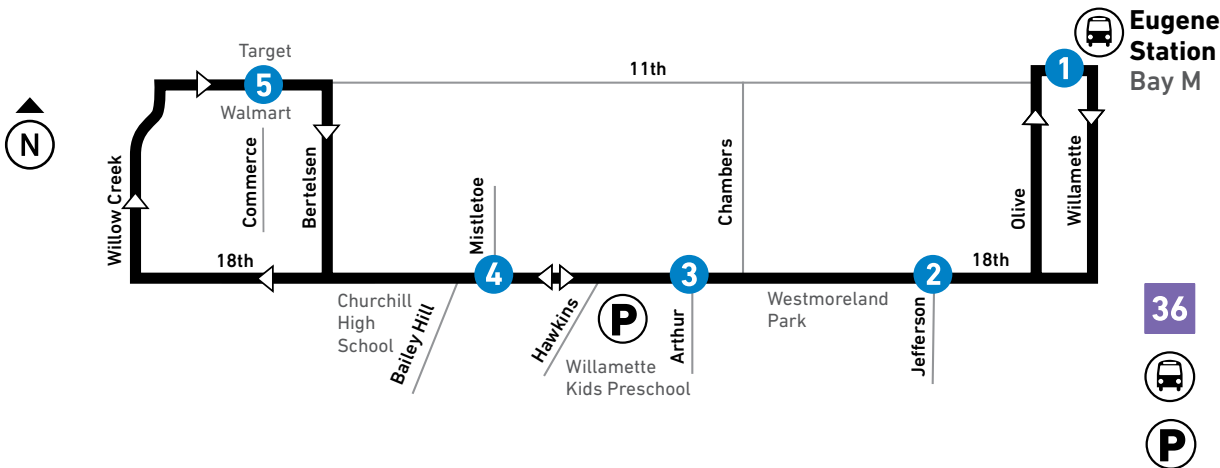 Eugene
Station
Bay M
1
11th
Target
5
Walmart
N
Willow Creek
Commerce
Bertelsen
Mistletoe
Chambers
Olive
Willamette
18th
4
3
2
18th
Churchill
High
School
Bailey Hill
Hawkins
P
Willamette
Kids Preschool
Arthur
Westmoreland
Park
Jefferson
36
P